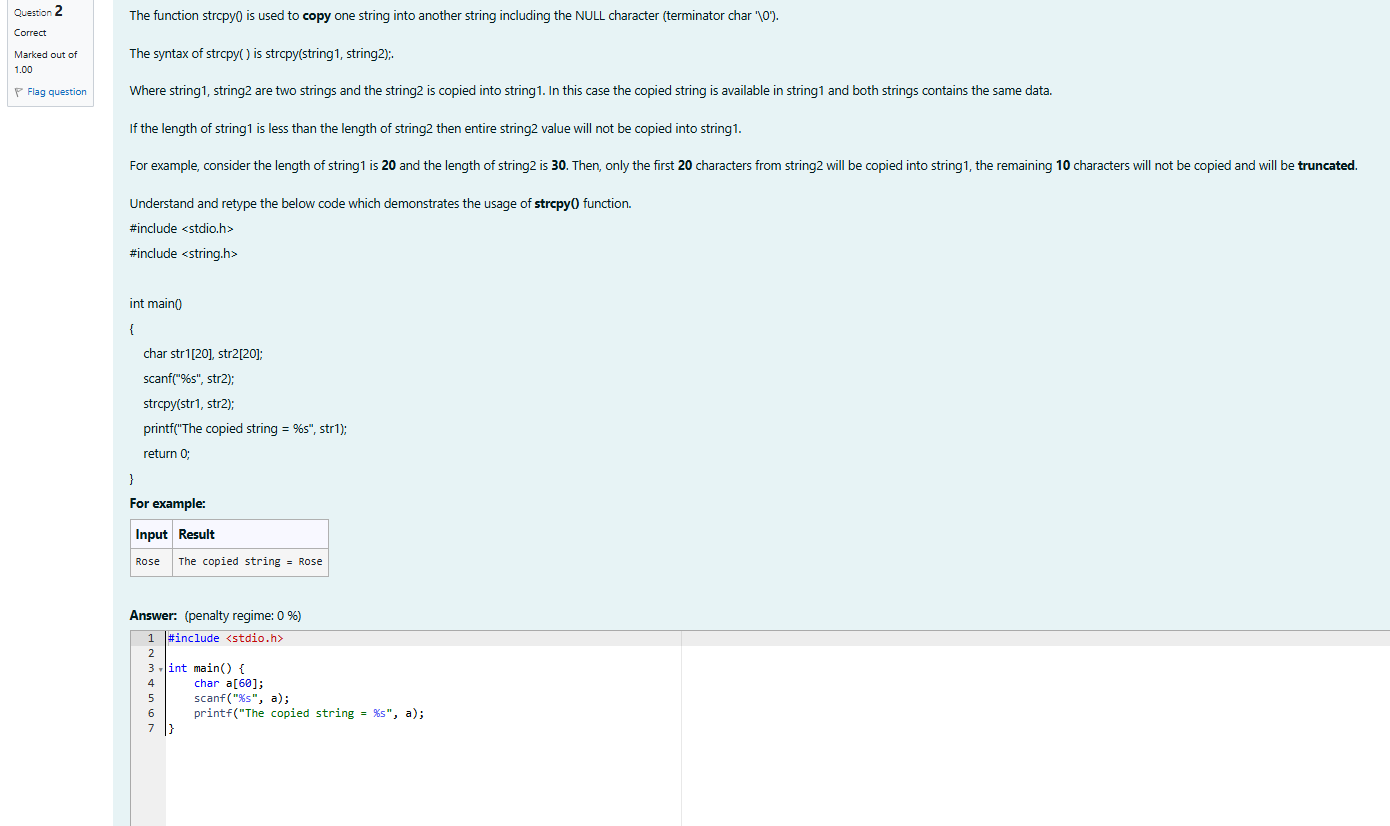 Question 2
Correct
Marked out of
1.00
Flag question
The function strcpy() is used to copy one string into another string including the NULL character (terminator char '\0').
The syntax of strcpy( ) is strcpy(string1, string2);.
Where string1, string2 are two strings and the string2 is copied into string1. In this case the copied string is available in string1 and both strings contains the same data.
If the length of string1 is less than the length of string2 then entire string2 value will not be copied into string1.
For example, consider the length of string1 is 20 and the length of string2 is 30. Then, only the first 20 characters from string2 will be copied into string1, the remaining 10 characters will not be copied and will be truncated.
Understand and retype the below code which demonstrates the usage of strcpy() function.
#include <stdio.h>
#include <string.h>
int main()
{
char str1[20], str2[20];
scanf("%s", str2);
strcpy(str1, str2);
printf("The copied string = %s", str1);
return 0;
}
For example:
Input Result
Rose The copied string = Rose
Answer: (penalty regime: 0 %)
1 #include <stdio.h>
2
3 int main() {
4 char a[60];
5 scanf("%s", a);
6 printf("The copied string = %s", a);
7 }